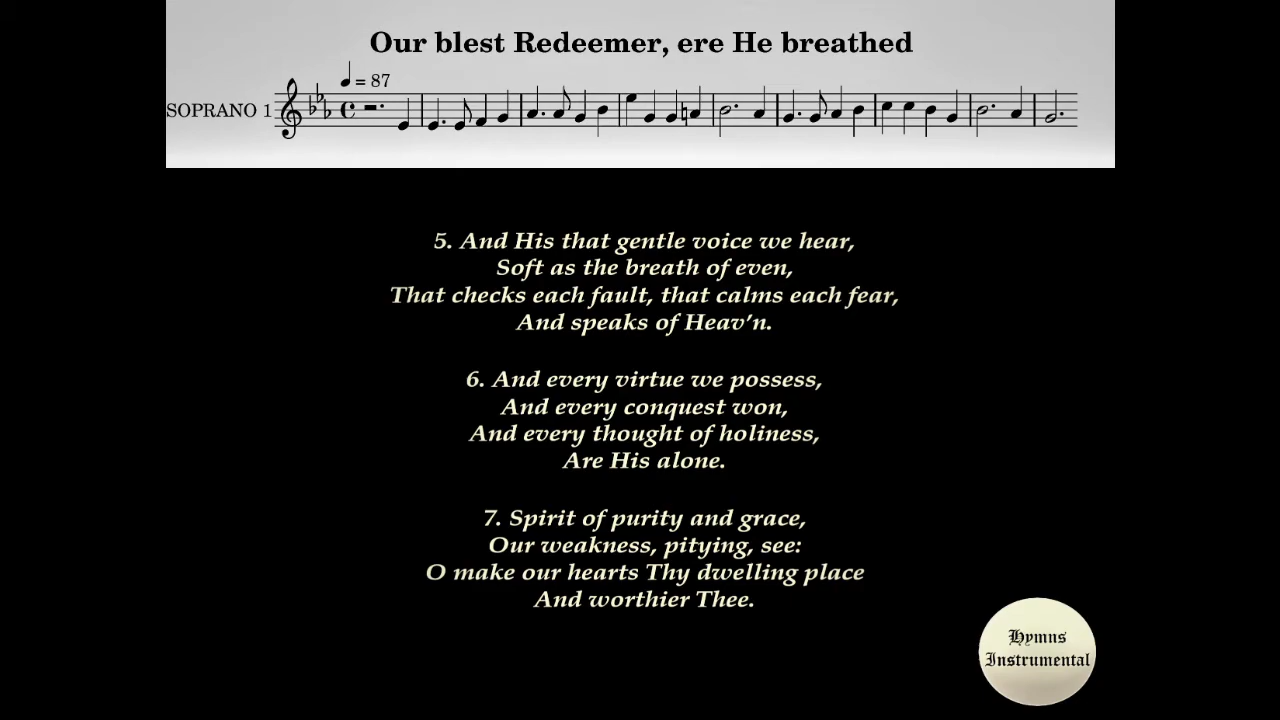 Our blest Redeemer, ere He breathed
= 87
SOPRANO 1
5. And His that gentle voice we hear,
Soft as the breath of even,
That checks each fault, that calms each fear,
And speaks of Heav’n.
6. And every virtue we possess,
And every conquest won,
And every thought of holiness,
Are His alone.
7. Spirit of purity and grace,
Our weakness, pitying, see:
O make our hearts Thy dwelling place
And worthier Thee.
Hymns
Instrumental